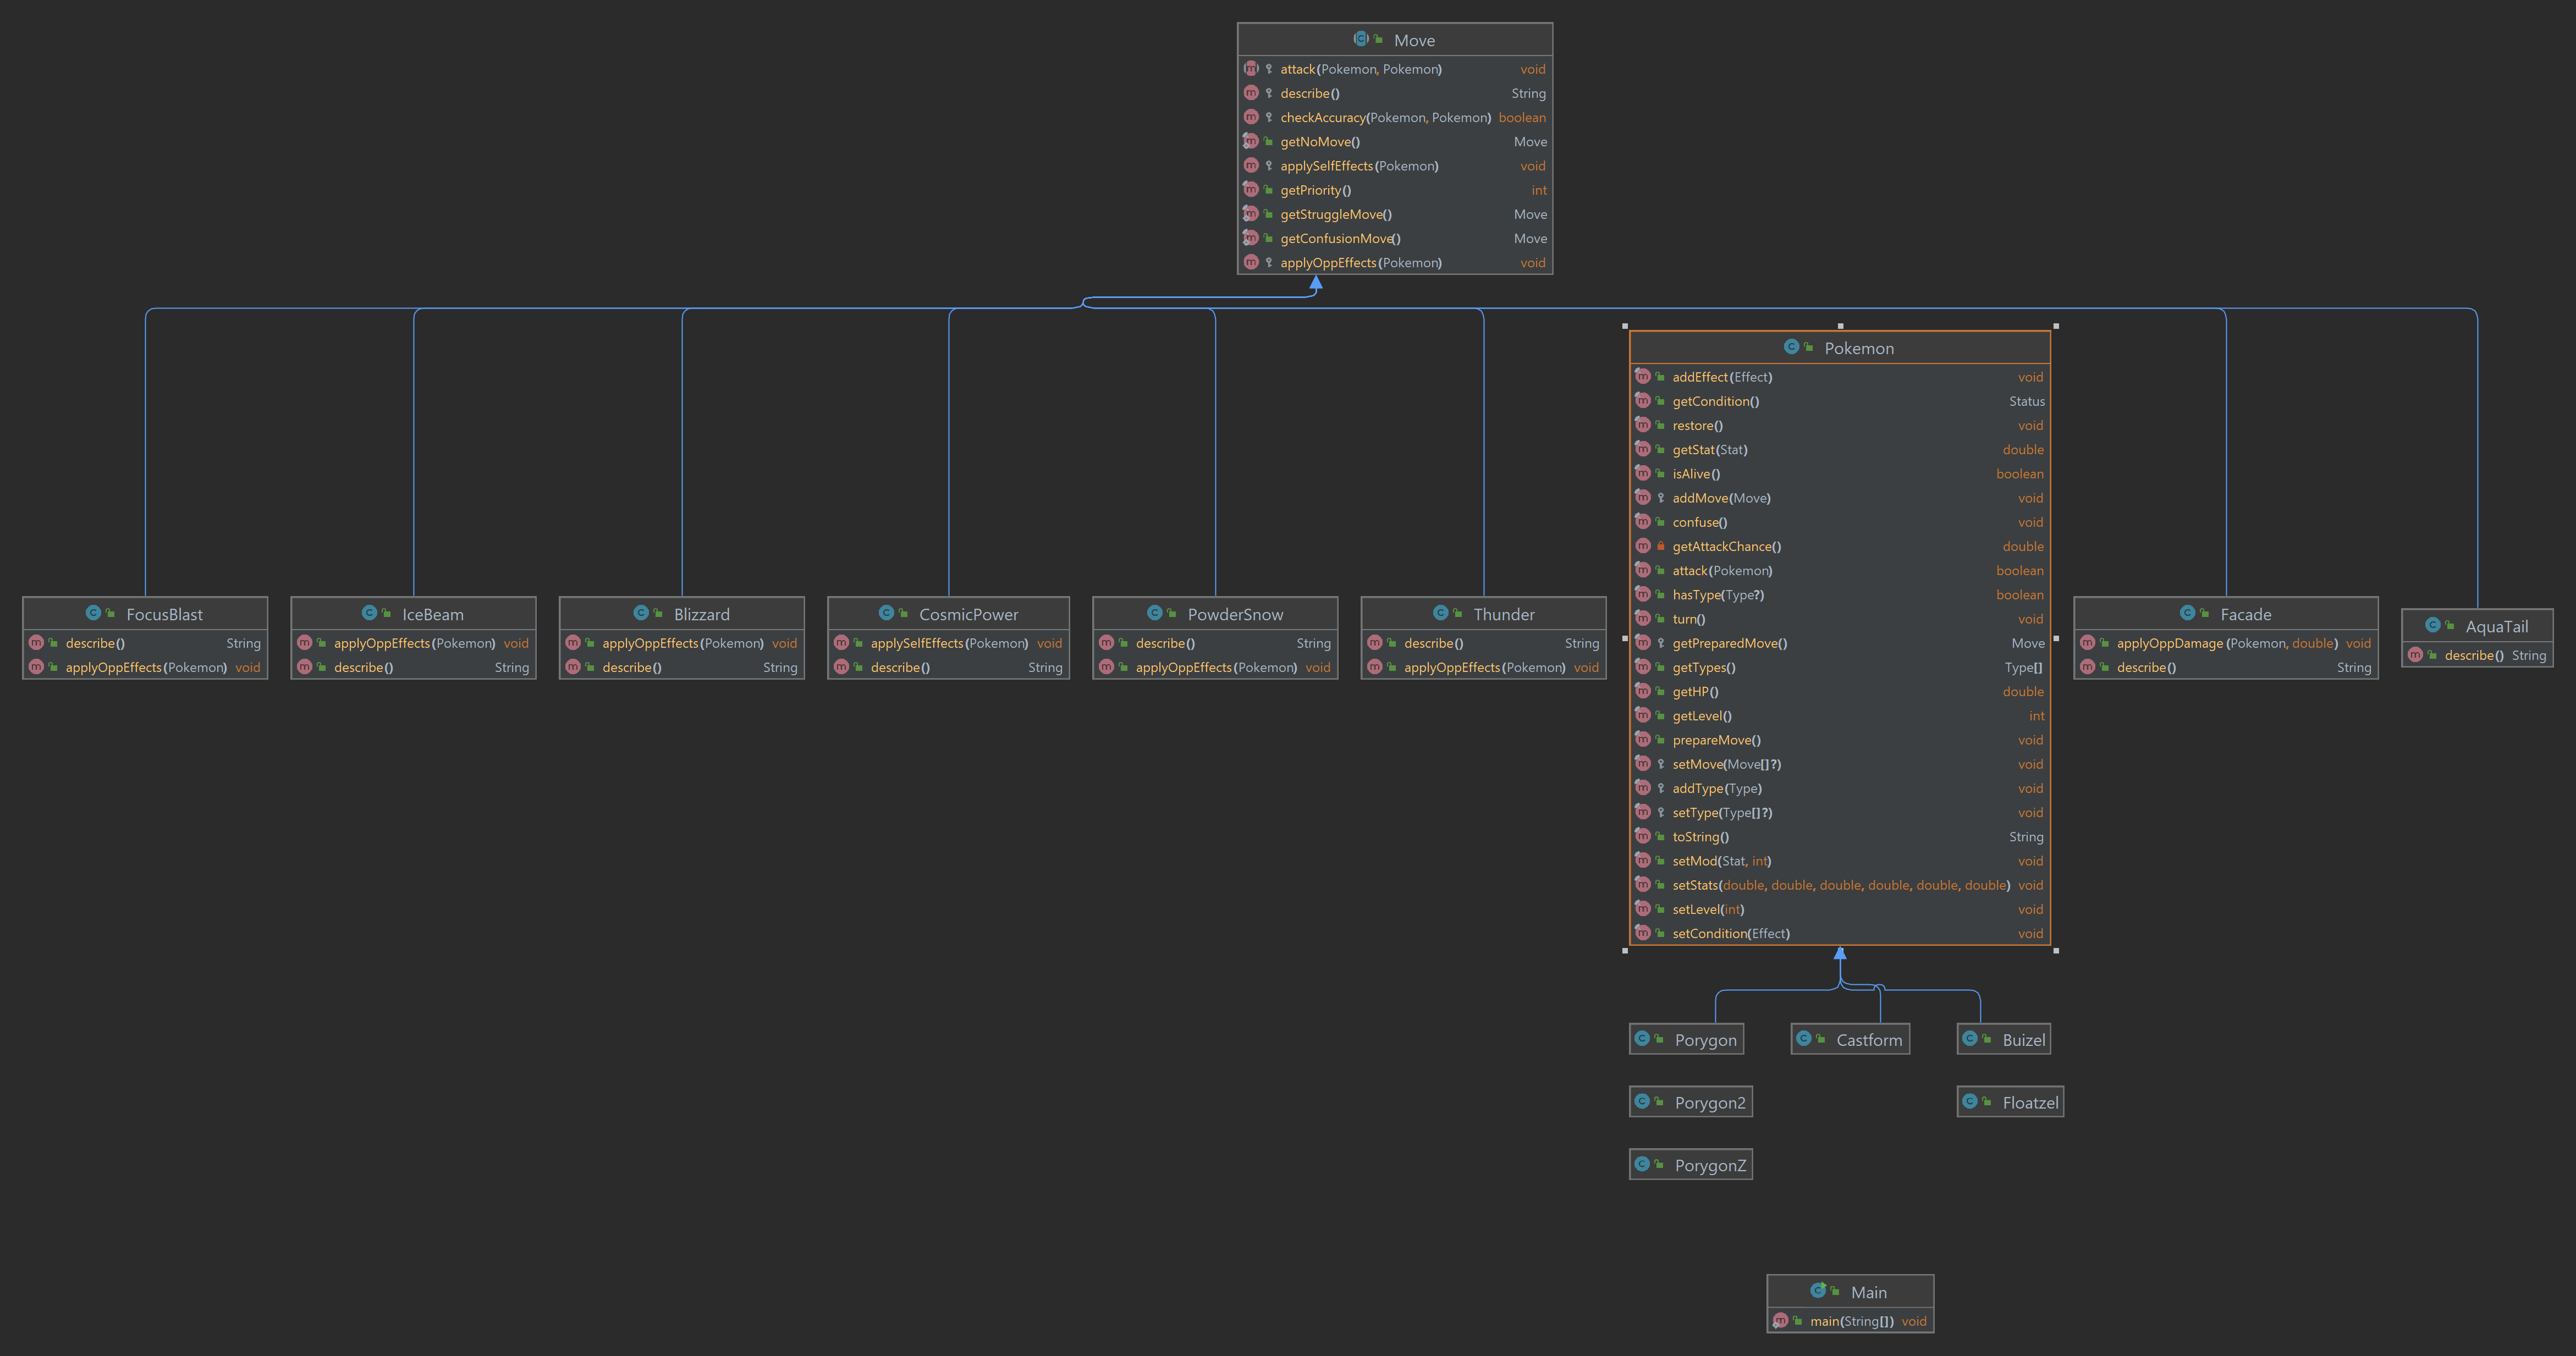 Move
attack(Pokemon, Pokemon) void
describe() String
checkAccuracy(Pokemon, Pokemon) boolean
getNoMove() Move
applySelfEffects(Pokemon) void
getPriority() int
getStruggleMove() Move
getConfusionMove() Move
applyOppEffects(Pokemon) void
FocusBlast
describe() String
applyOppEffects(Pokemon) void
IceBeam
applyOppEffects(Pokemon) void
describe() String
Blizzard
applyOppEffects(Pokemon) void
describe() String
CosmicPower
applySelfEffects(Pokemon) void
describe() String
PowderSnow
describe() String
applyOppEffects(Pokemon) void
Thunder
describe() String
applyOppEffects(Pokemon) void
Pokemon
addEffect(Effect) void
getCondition() Status
restore() void
getStat(Stat) double
isAlive() boolean
addMove(Move) void
confuse() void
getAttackChance() double
attack(Pokemon) boolean
hasType(Type?) boolean
turn() void
getPreparedMove() Move
getTypes() Type[]
getHP() double
getLevel() int
prepareMove() void
setMove(Move[]?) void
addType(Type) void
setType(Type[]?) void
toString() String
setMod(Stat, int) void
setStats(double, double, double, double, double, double) void
setLevel(int) void
setCondition(Effect) void
Facade
applyOppDamage(Pokemon, double) void
describe() String
AquaTail
describe() String
Porygon
Castform
Buizel
Porygon2
Floatzel
PorygonZ
Main
main(String[]) void